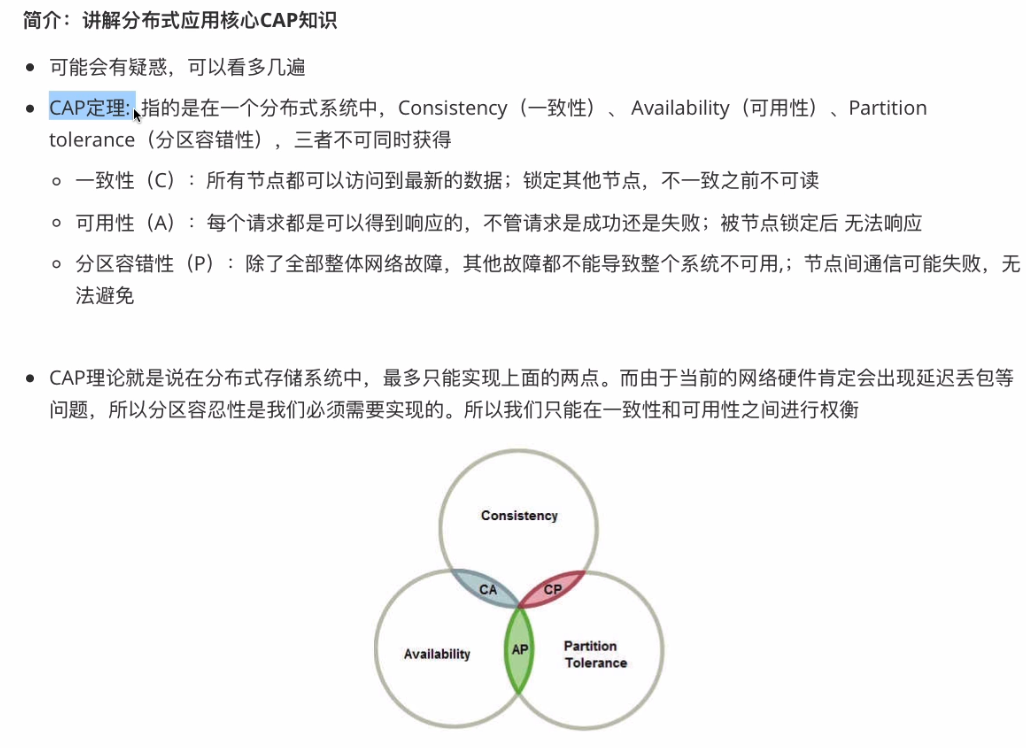 简介：讲解分布式应用核心CAP知识
可能会有疑惑，可以看多几遍
CAP定理: 指的是在一个分布式系统中，Consistency（一致性）、 Availability（可用性）、Partition
tolerance（分区容错性），三者不可同时获得
一致性（C）：所有节点都可以访问到最新的数据；锁定其他节点，不一致之前不可读
可用性（A）：每个请求都是可以得到响应的，不管请求是成功还是失败；被节点锁定后 无法响应
分区容错性（P）：除了全部整体网络故障，其他故障都不能导致整个系统不可用,；节点间通信可能失败，无
法避免
CAP理论就是说在分布式存储系统中，最多只能实现上面的两点。而由于当前的网络硬件肯定会出现延迟丢包等
问题，所以分区容忍性是我们必须需要实现的。所以我们只能在一致性和可用性之间进行权衡
Consistency
CA
CP
Availability
AP
Partition
Tolerance